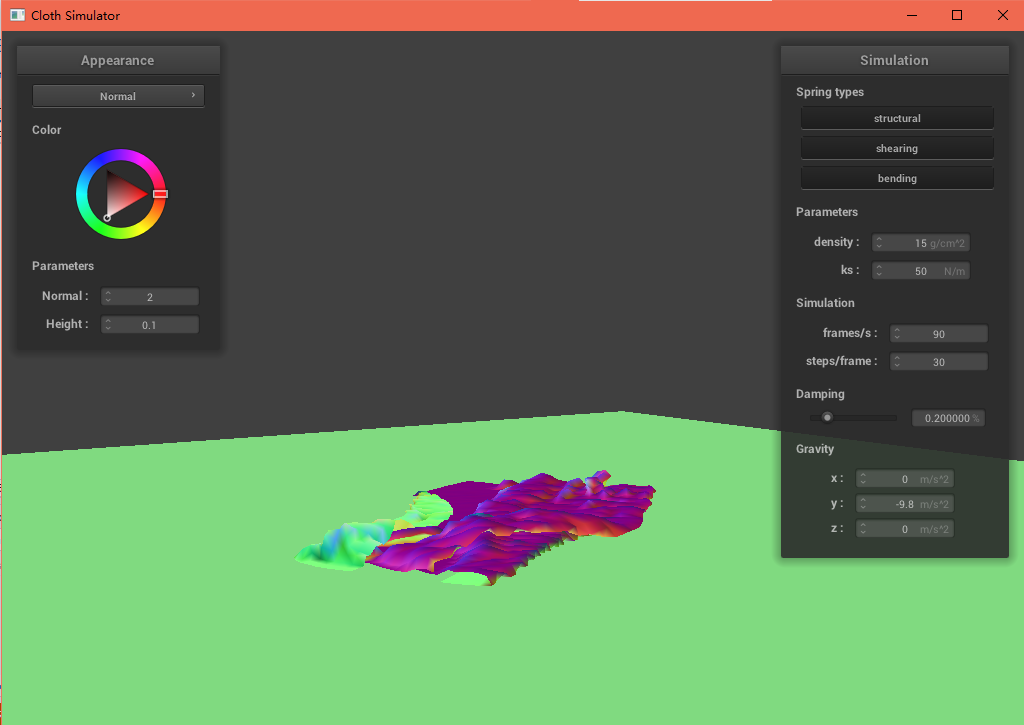 Cloth Simulator
Appearance
Normal
Color
Parameters
Normal : 2
Height : 0.1
Simulation
Spring types
structural
shearing
bending
Parameters
density : 15 g/cm^2
ks : 50 N/m
Simulation
frames/s : 90
steps/frame : 30
Damping
0.200000 %
Gravity
x : 0 m/s^2
y : -9.8 m/s^2
z : 0 m/s^2